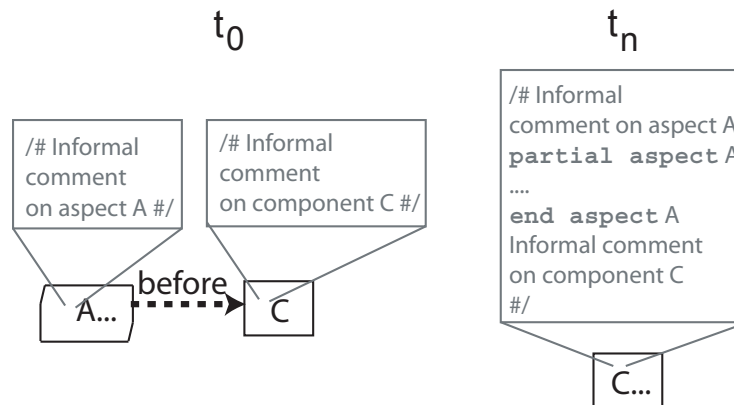 t0
tn
/# Informal
comment
on aspect A #/
/# Informal
comment
on component C #/
/# Informal
comment on aspect A
partial aspect A
....
end aspect A
Informal comment
on component C
#/
before
A...
C
C...